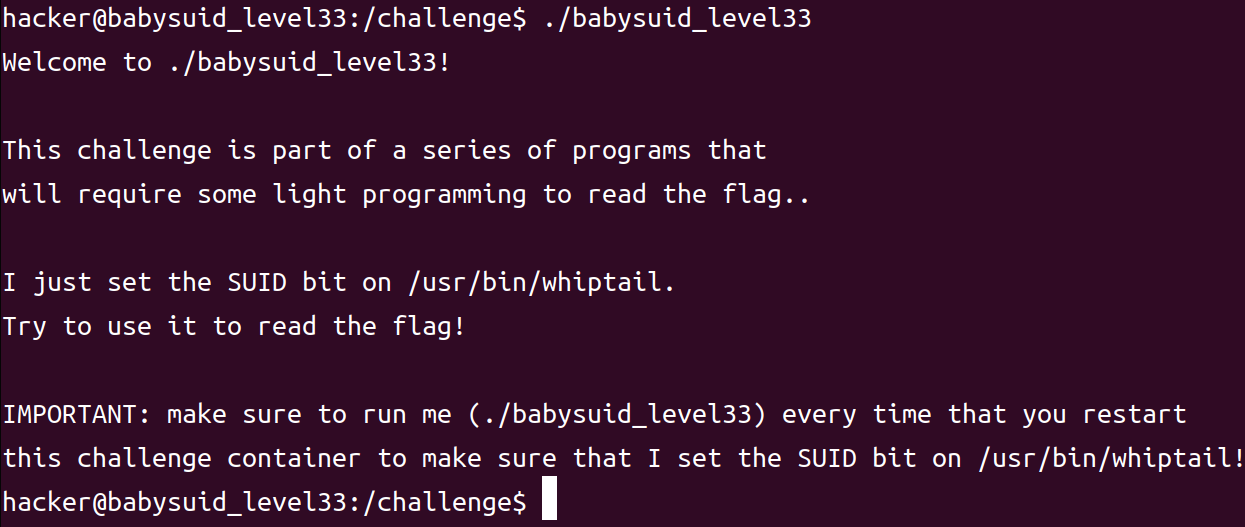 hacker@babysuid_level33:/challenge$ ./babysuid_level33
Welcome to ./babysuid_level33!
This challenge is part of a series of programs that
will require some light programming to read the flag..
I just set the SUID bit on /usr/bin/whiptail.
Try to use it to read the flag!
IMPORTANT: make sure to run me (./babysuid_level33) every time that you restart
this challenge container to make sure that I set the SUID bit on /usr/bin/whiptail!
hacker@babysuid_level33:/challenge$